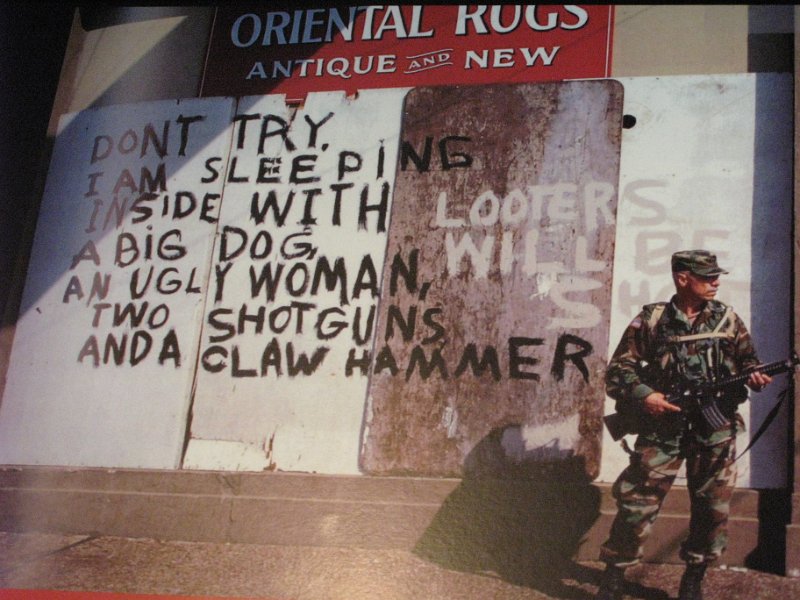 ORIENTAL RUGS
ANTIQUE AND NEW
DONT TRY.
I AM SLEEPING
INSIDE WITH
A BIG DOG,
AN UGLY WOMAN,
TWO SHOTGUNS
AND A CLAW HAMMER
LOOTERS
WILL BE
SHOT